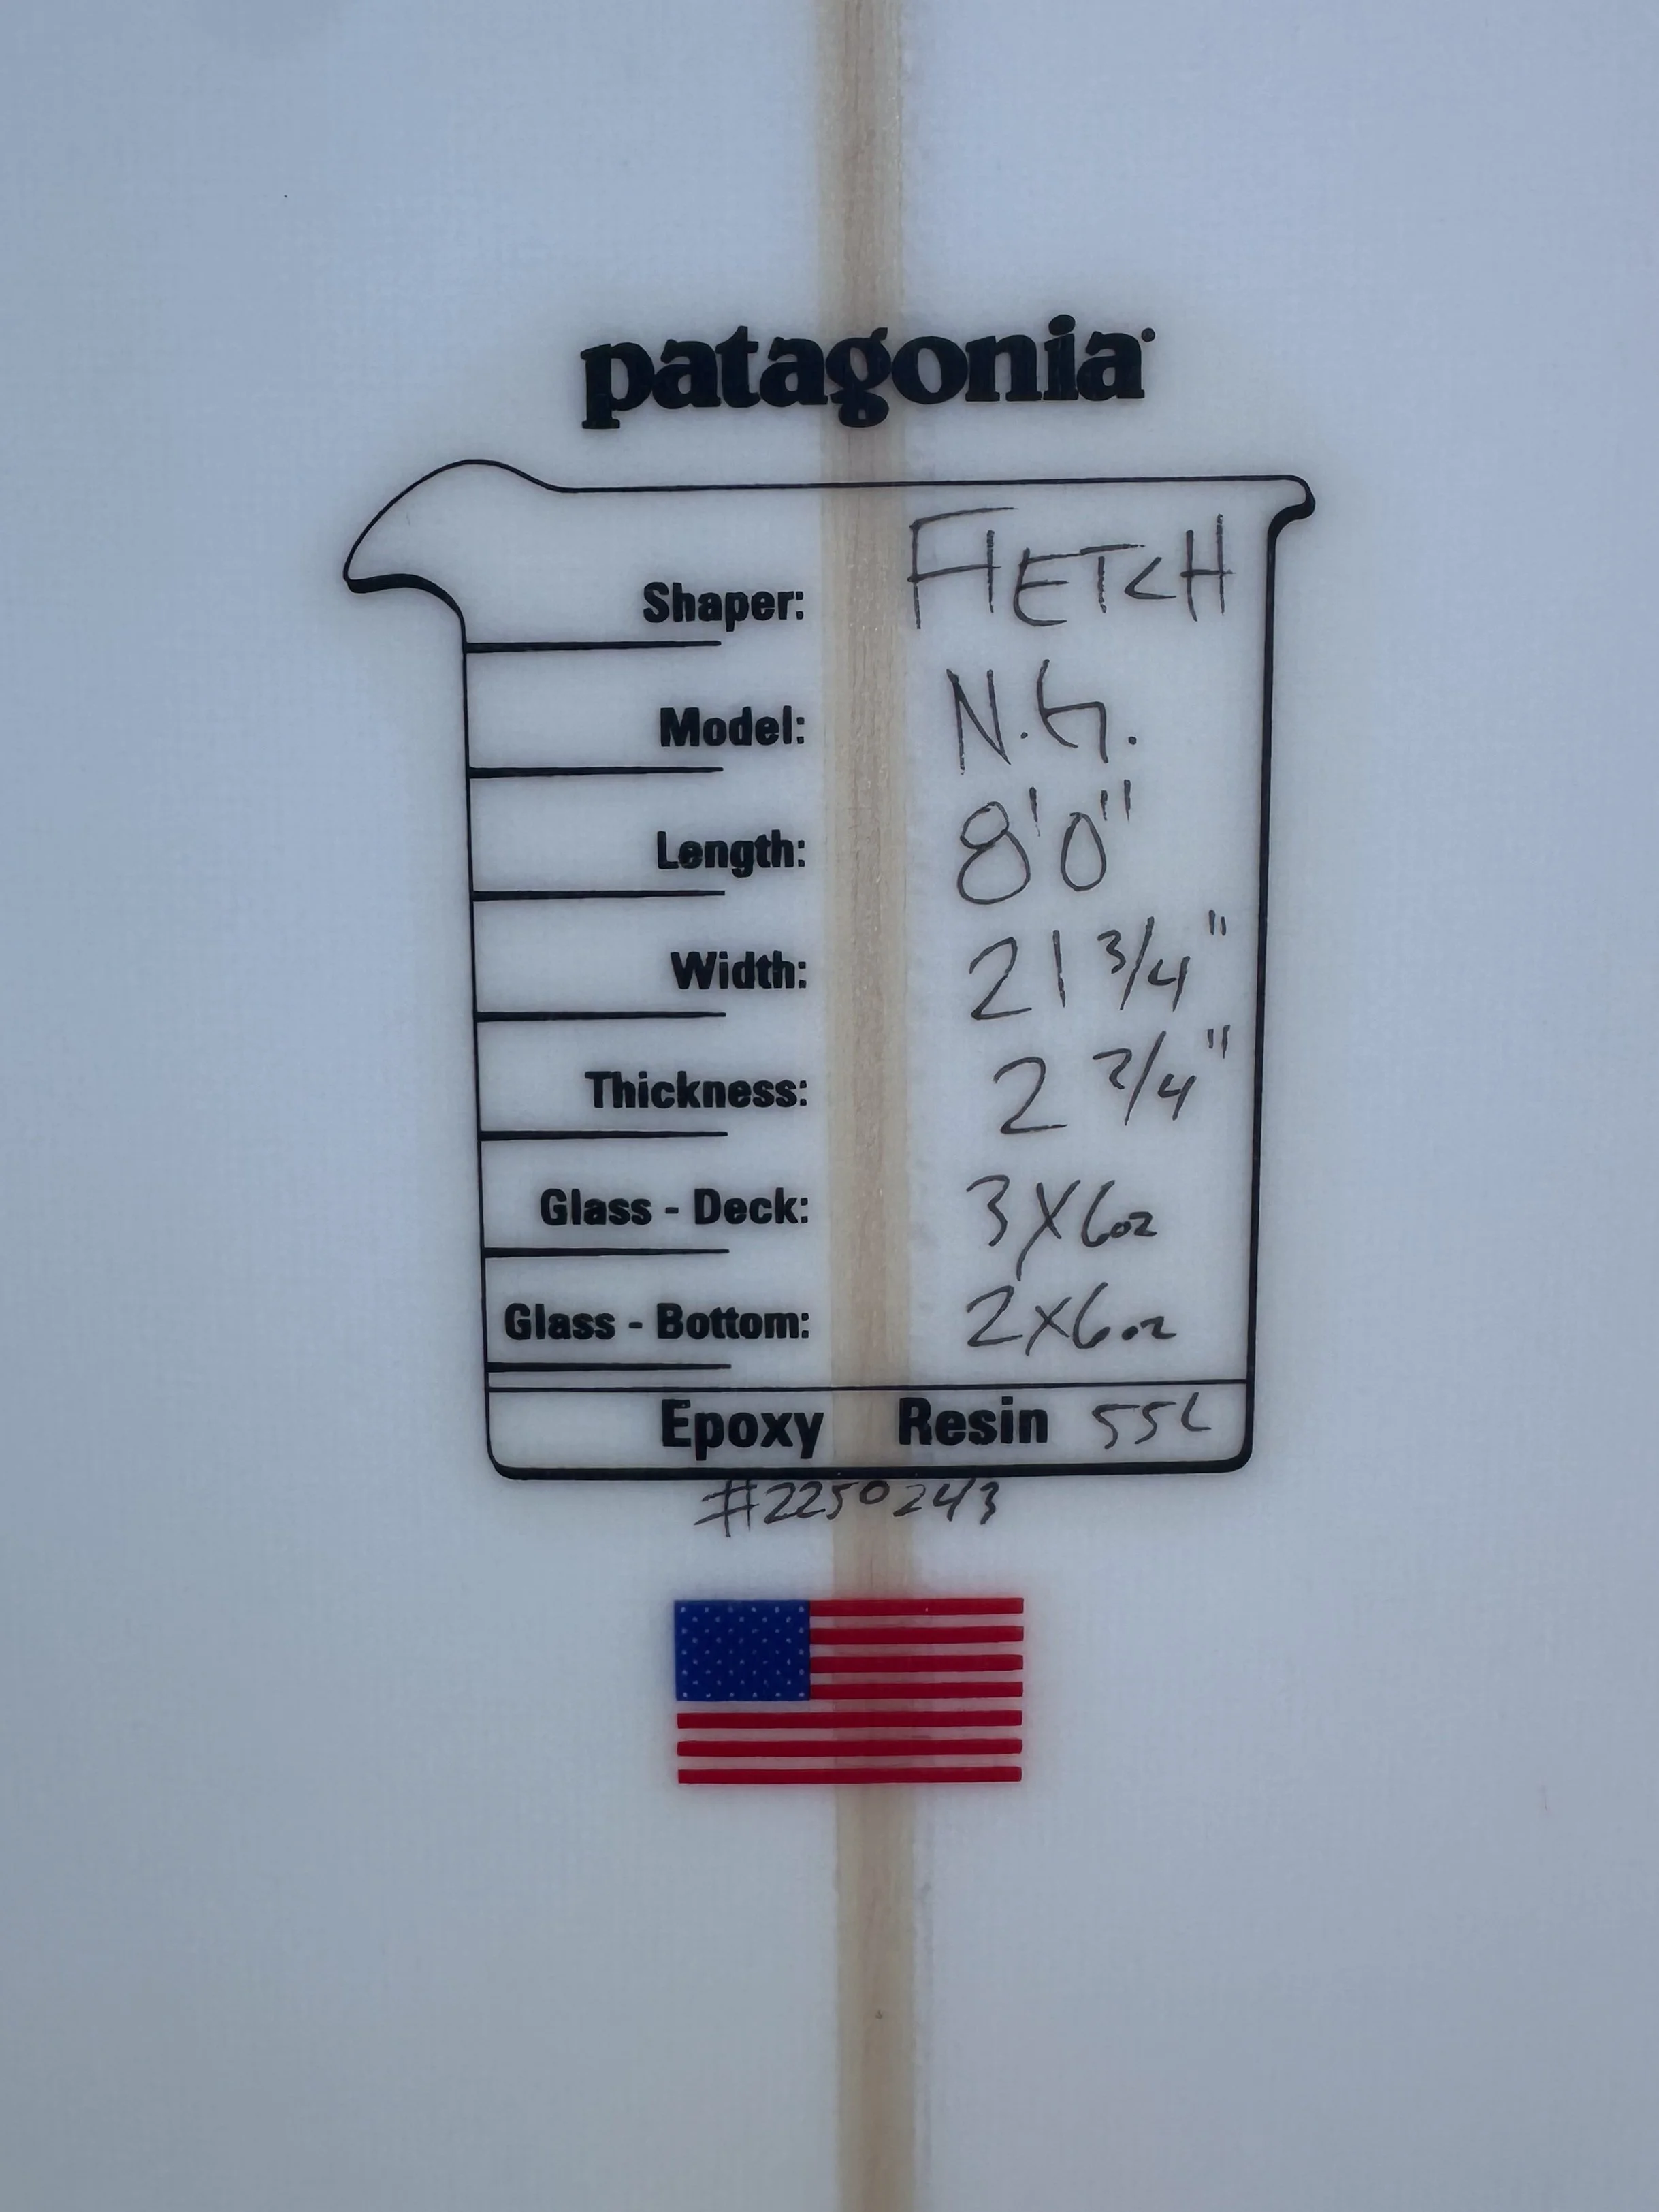 patagonia
Shaper: FLETCH
Model: N.G.
Length: 8'0"
Width: 21 3/4"
Thickness: 2 3/4"
Glass - Deck: 3X6oz
Glass - Bottom: 2X6oz
Epoxy Resin 55L
#2250243